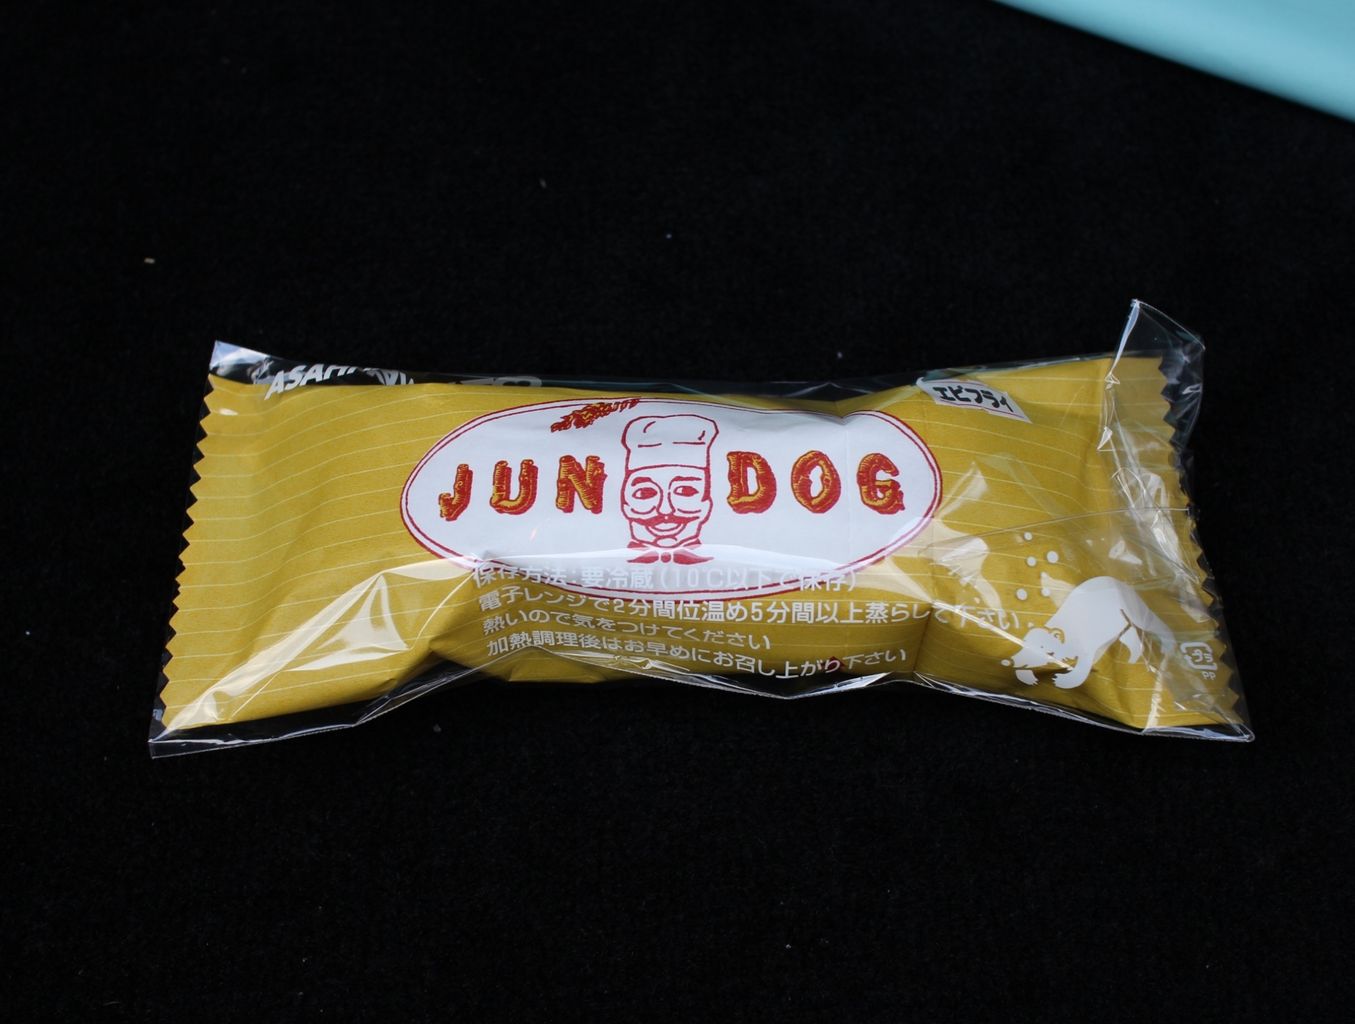 エビフライ
JUN DOG
保存方法:要冷蔵(10℃以下で保存)
電子レンジで2分間位温め5分間以上蒸らして下さい
熱いので気をつけてください
加熱調理後はお早めにお召し上がり下さい
プラ
PP